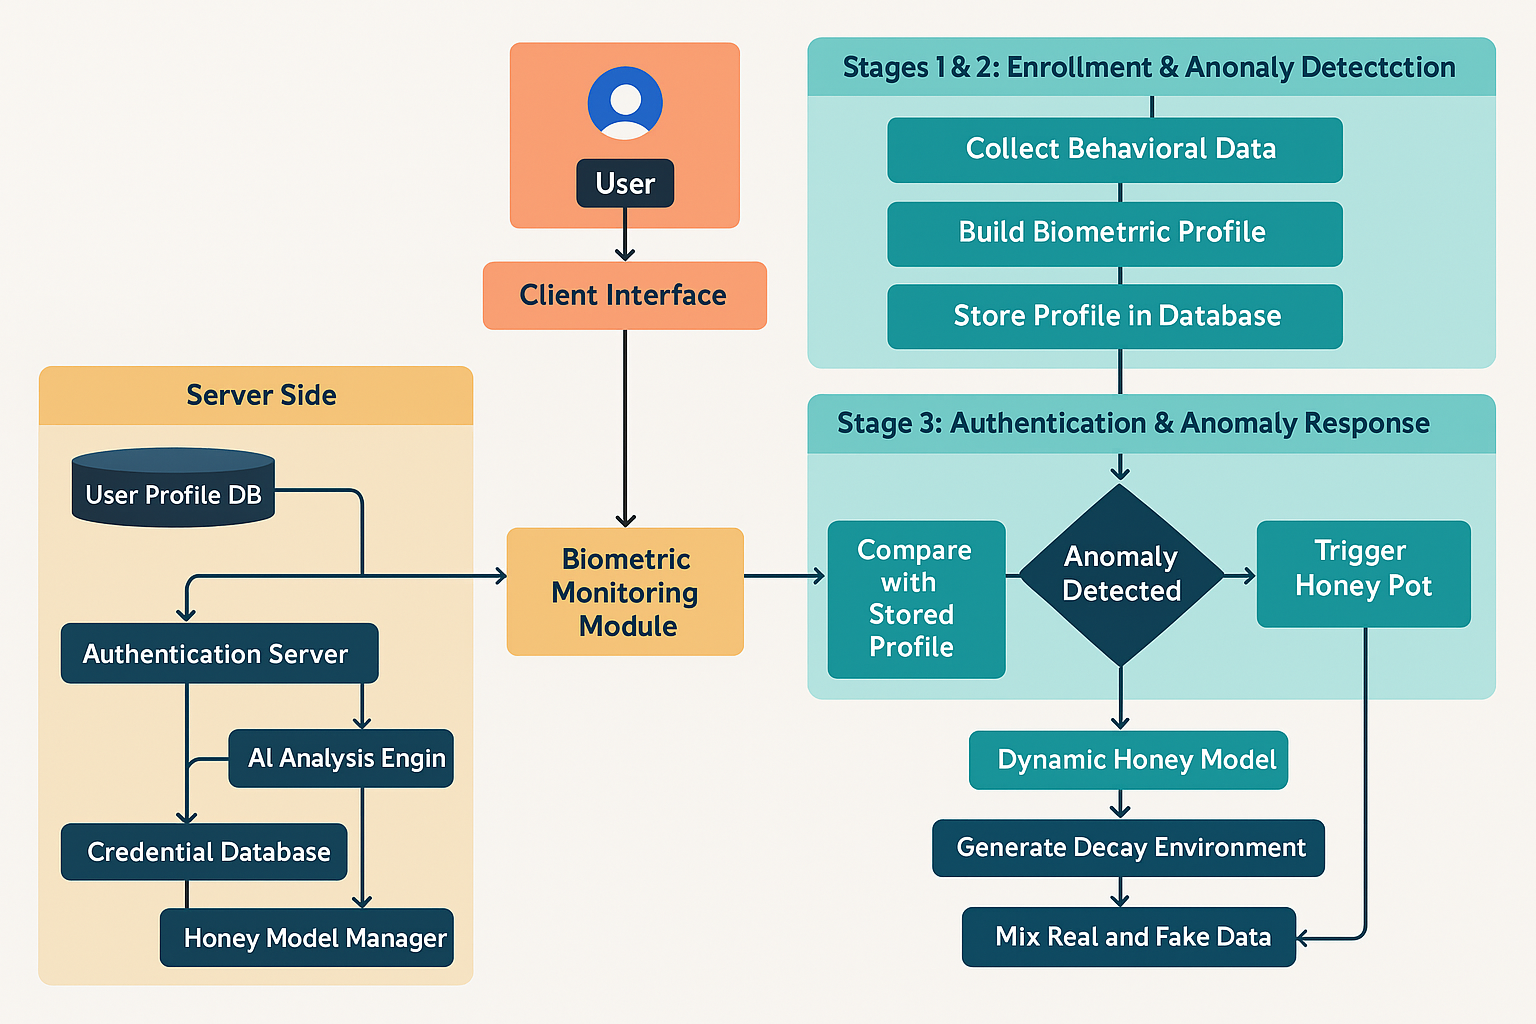 User
Client Interface
Server Side
User Profile DB
Authentication Server
AI Analysis Engin
Credential Database
Honey Model Manager
Biometric
Monitoring
Module
Stages 1 & 2: Enrollment & Anonaly Detectction
Collect Behavioral Data
Build Biometrric Profile
Store Profile in Database
Stage 3: Authentication & Anomaly Response
Compare
with
Stored
Profile
Anomaly
Detected
Trigger
Honey Pot
Dynamic Honey Model
Generate Decay Environment
Mix Real and Fake Data